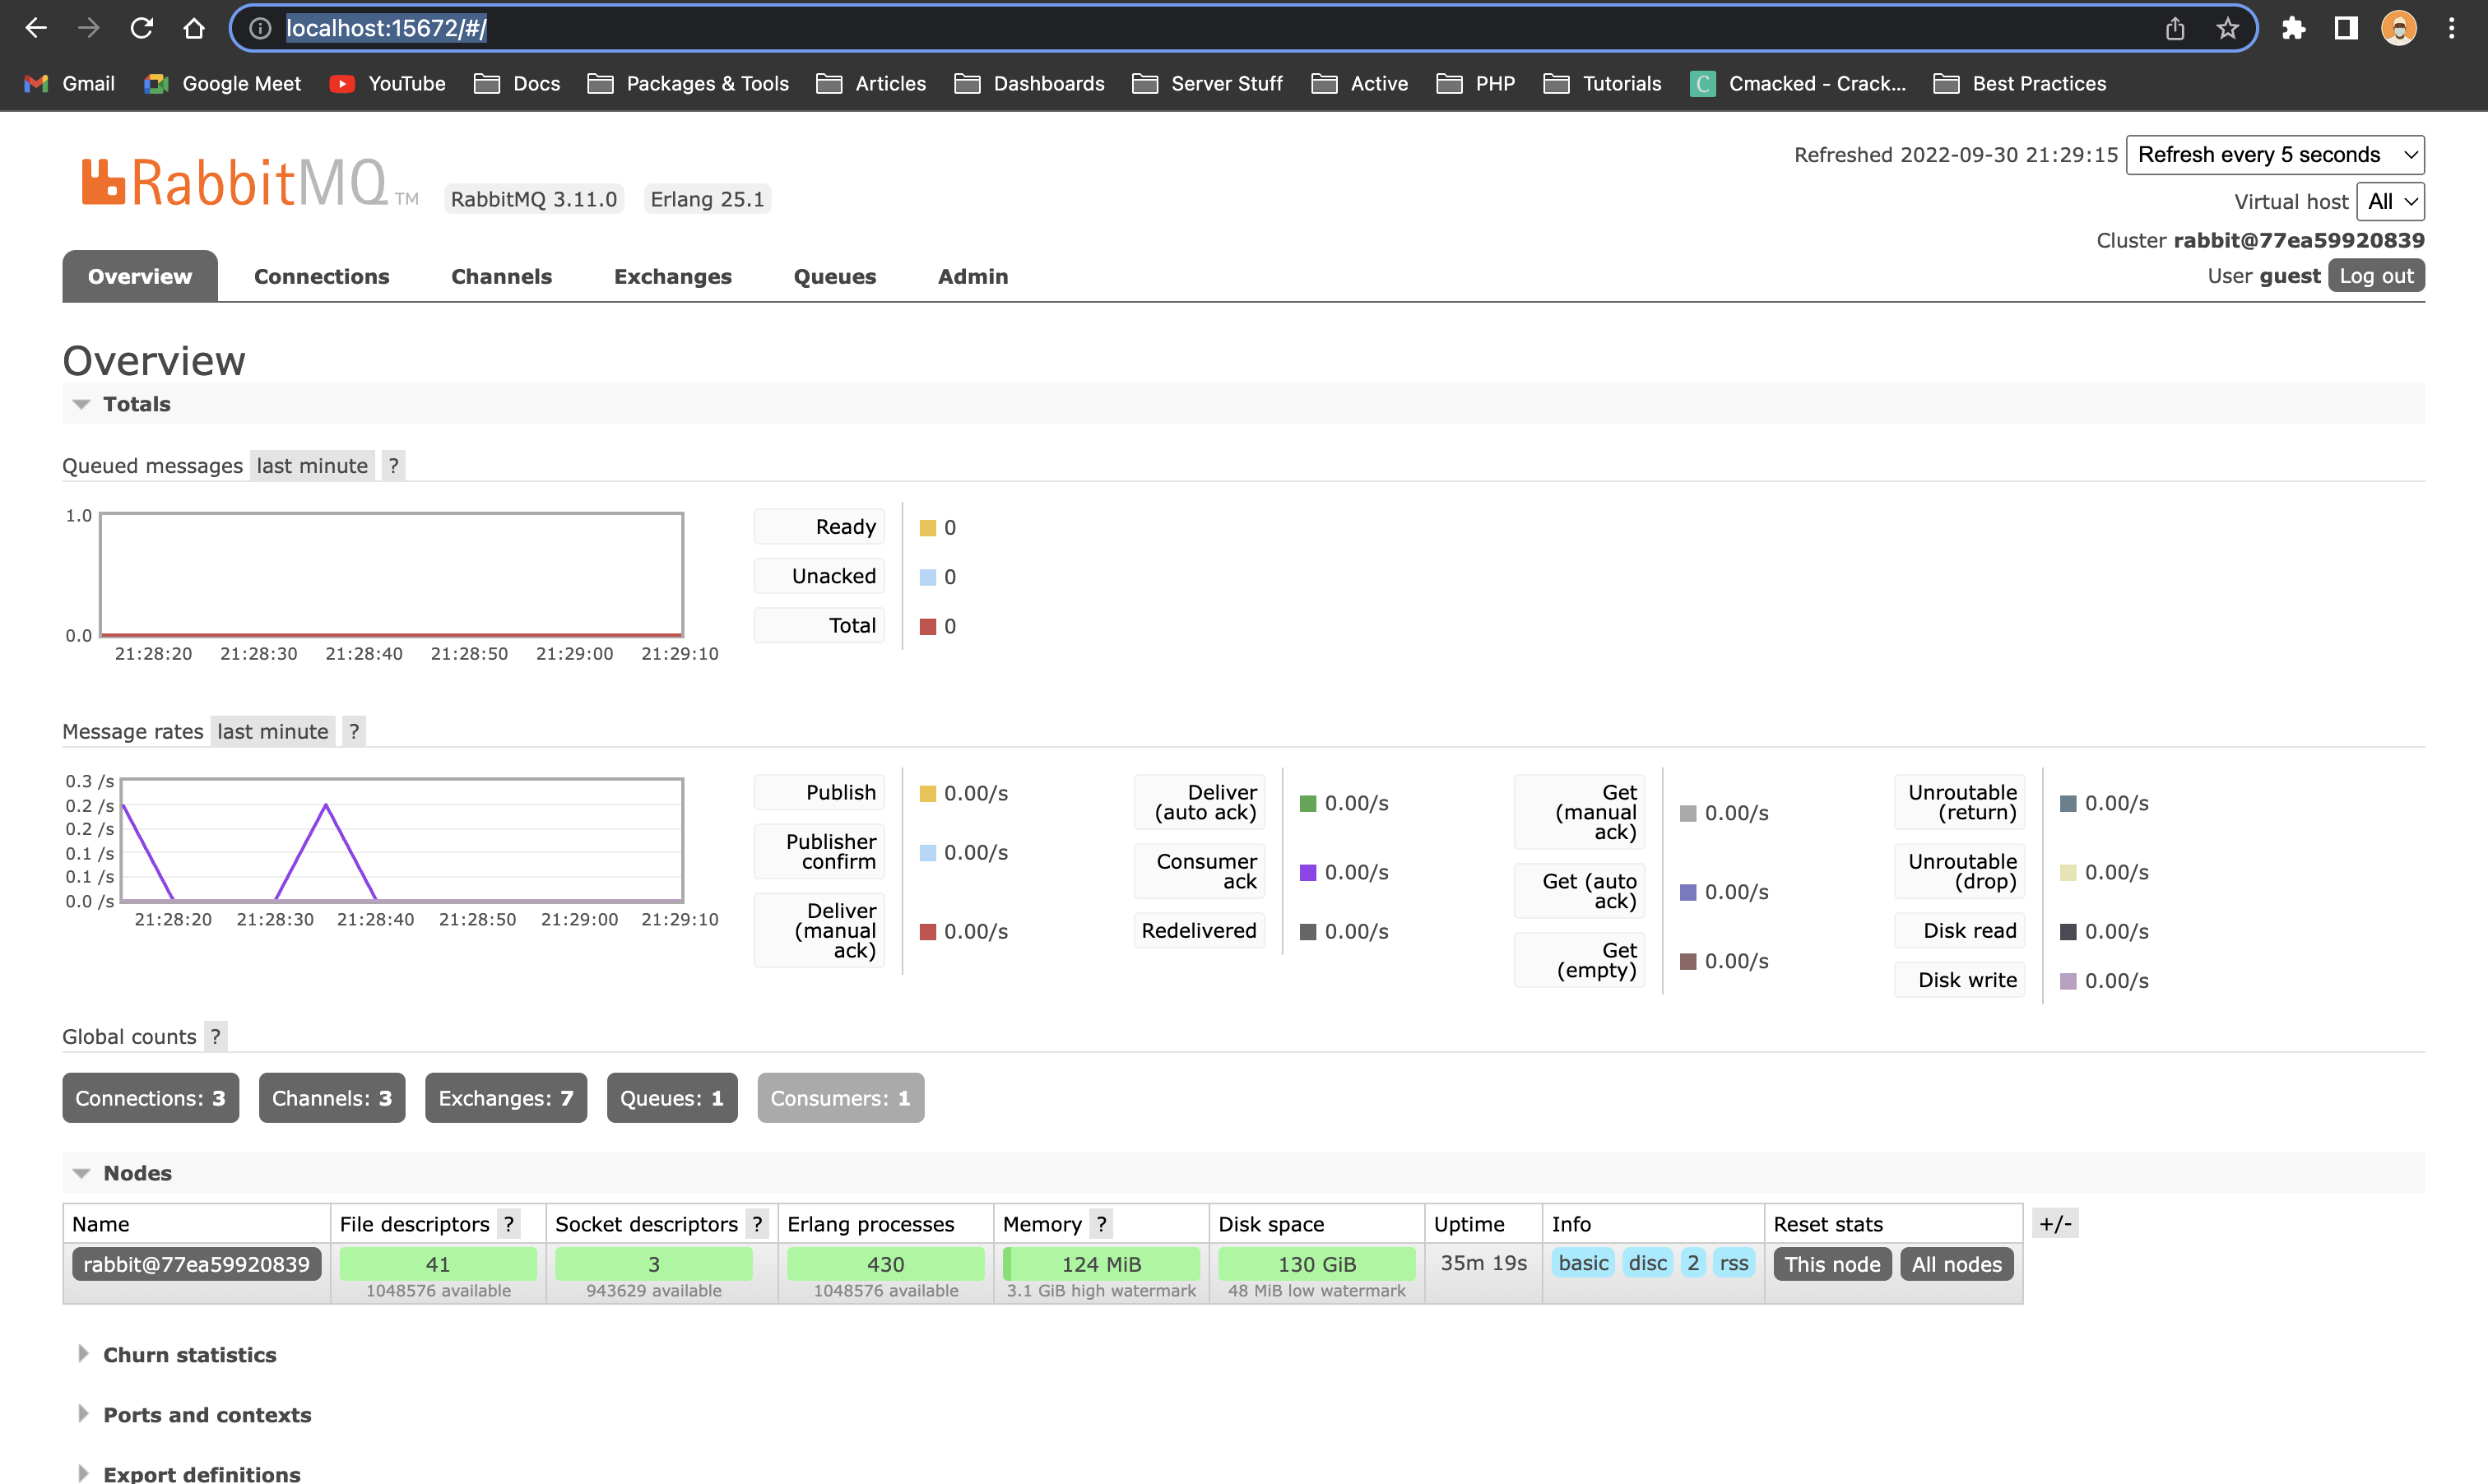 localhost:15672/#/
Gmail Google Meet YouTube Docs Packages & Tools Articles Dashboards Server Stuff Active PHP Tutorials C Cmacked - Crack... Best Practices
Refreshed 2022-09-30 21:29:15 Refresh every 5 seconds
RabbitMQ TM RabbitMQ 3.11.0 Erlang 25.1
Virtual host All
Cluster rabbit@77ea59920839
User guest Log out
Overview Connections Channels Exchanges Queues Admin
Overview
Totals
Queued messages last minute ?
1.0
0.0
21:28:20 21:28:30 21:28:40 21:28:50 21:29:00 21:29:10
Ready 0
Unacked 0
Total 0
Message rates last minute ?
0.3 /s
0.2 /s
0.2 /s
0.1 /s
0.1 /s
0.0 /s
21:28:20 21:28:30 21:28:40 21:28:50 21:29:00 21:29:10
Publish 0.00/s
Publisher
confirm 0.00/s
Deliver
(manual 0.00/s
ack)
Deliver
(auto ack) 0.00/s
Consumer
ack 0.00/s
Redelivered 0.00/s
Get
(manual 0.00/s
ack)
Get (auto
ack) 0.00/s
Get
(empty) 0.00/s
Unroutable
(return) 0.00/s
Unroutable
(drop) 0.00/s
Disk read 0.00/s
Disk write 0.00/s
Global counts ?
Connections: 3 Channels: 3 Exchanges: 7 Queues: 1 Consumers: 1
Nodes
Name File descriptors ? Socket descriptors ? Erlang processes Memory ? Disk space Uptime Info Reset stats +/-
rabbit@77ea59920839 41 3 430 124 MiB 130 GiB 35m 19s basic disc 2 rss This node All nodes
1048576 available 943629 available 1048576 available 3.1 GiB high watermark 48 MiB low watermark
Churn statistics
Ports and contexts
Export definitions